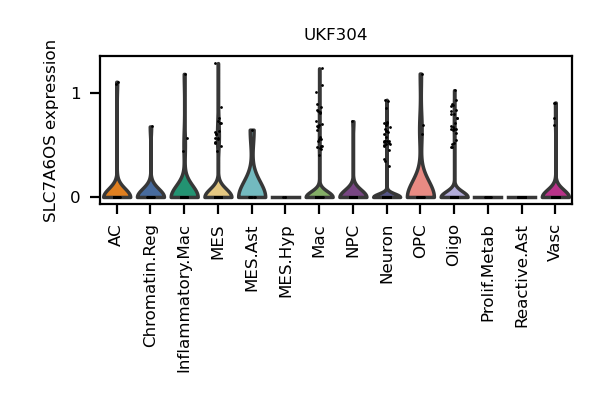 UKF304
SLC7A6OS expression
1
0
AC
Chromatin.Reg
Inflammatory.Mac
MES
MES.Ast
MES.Hyp
Mac
NPC
Neuron
OPC
Oligo
Prolif.Metab
Reactive.Ast
Vasc